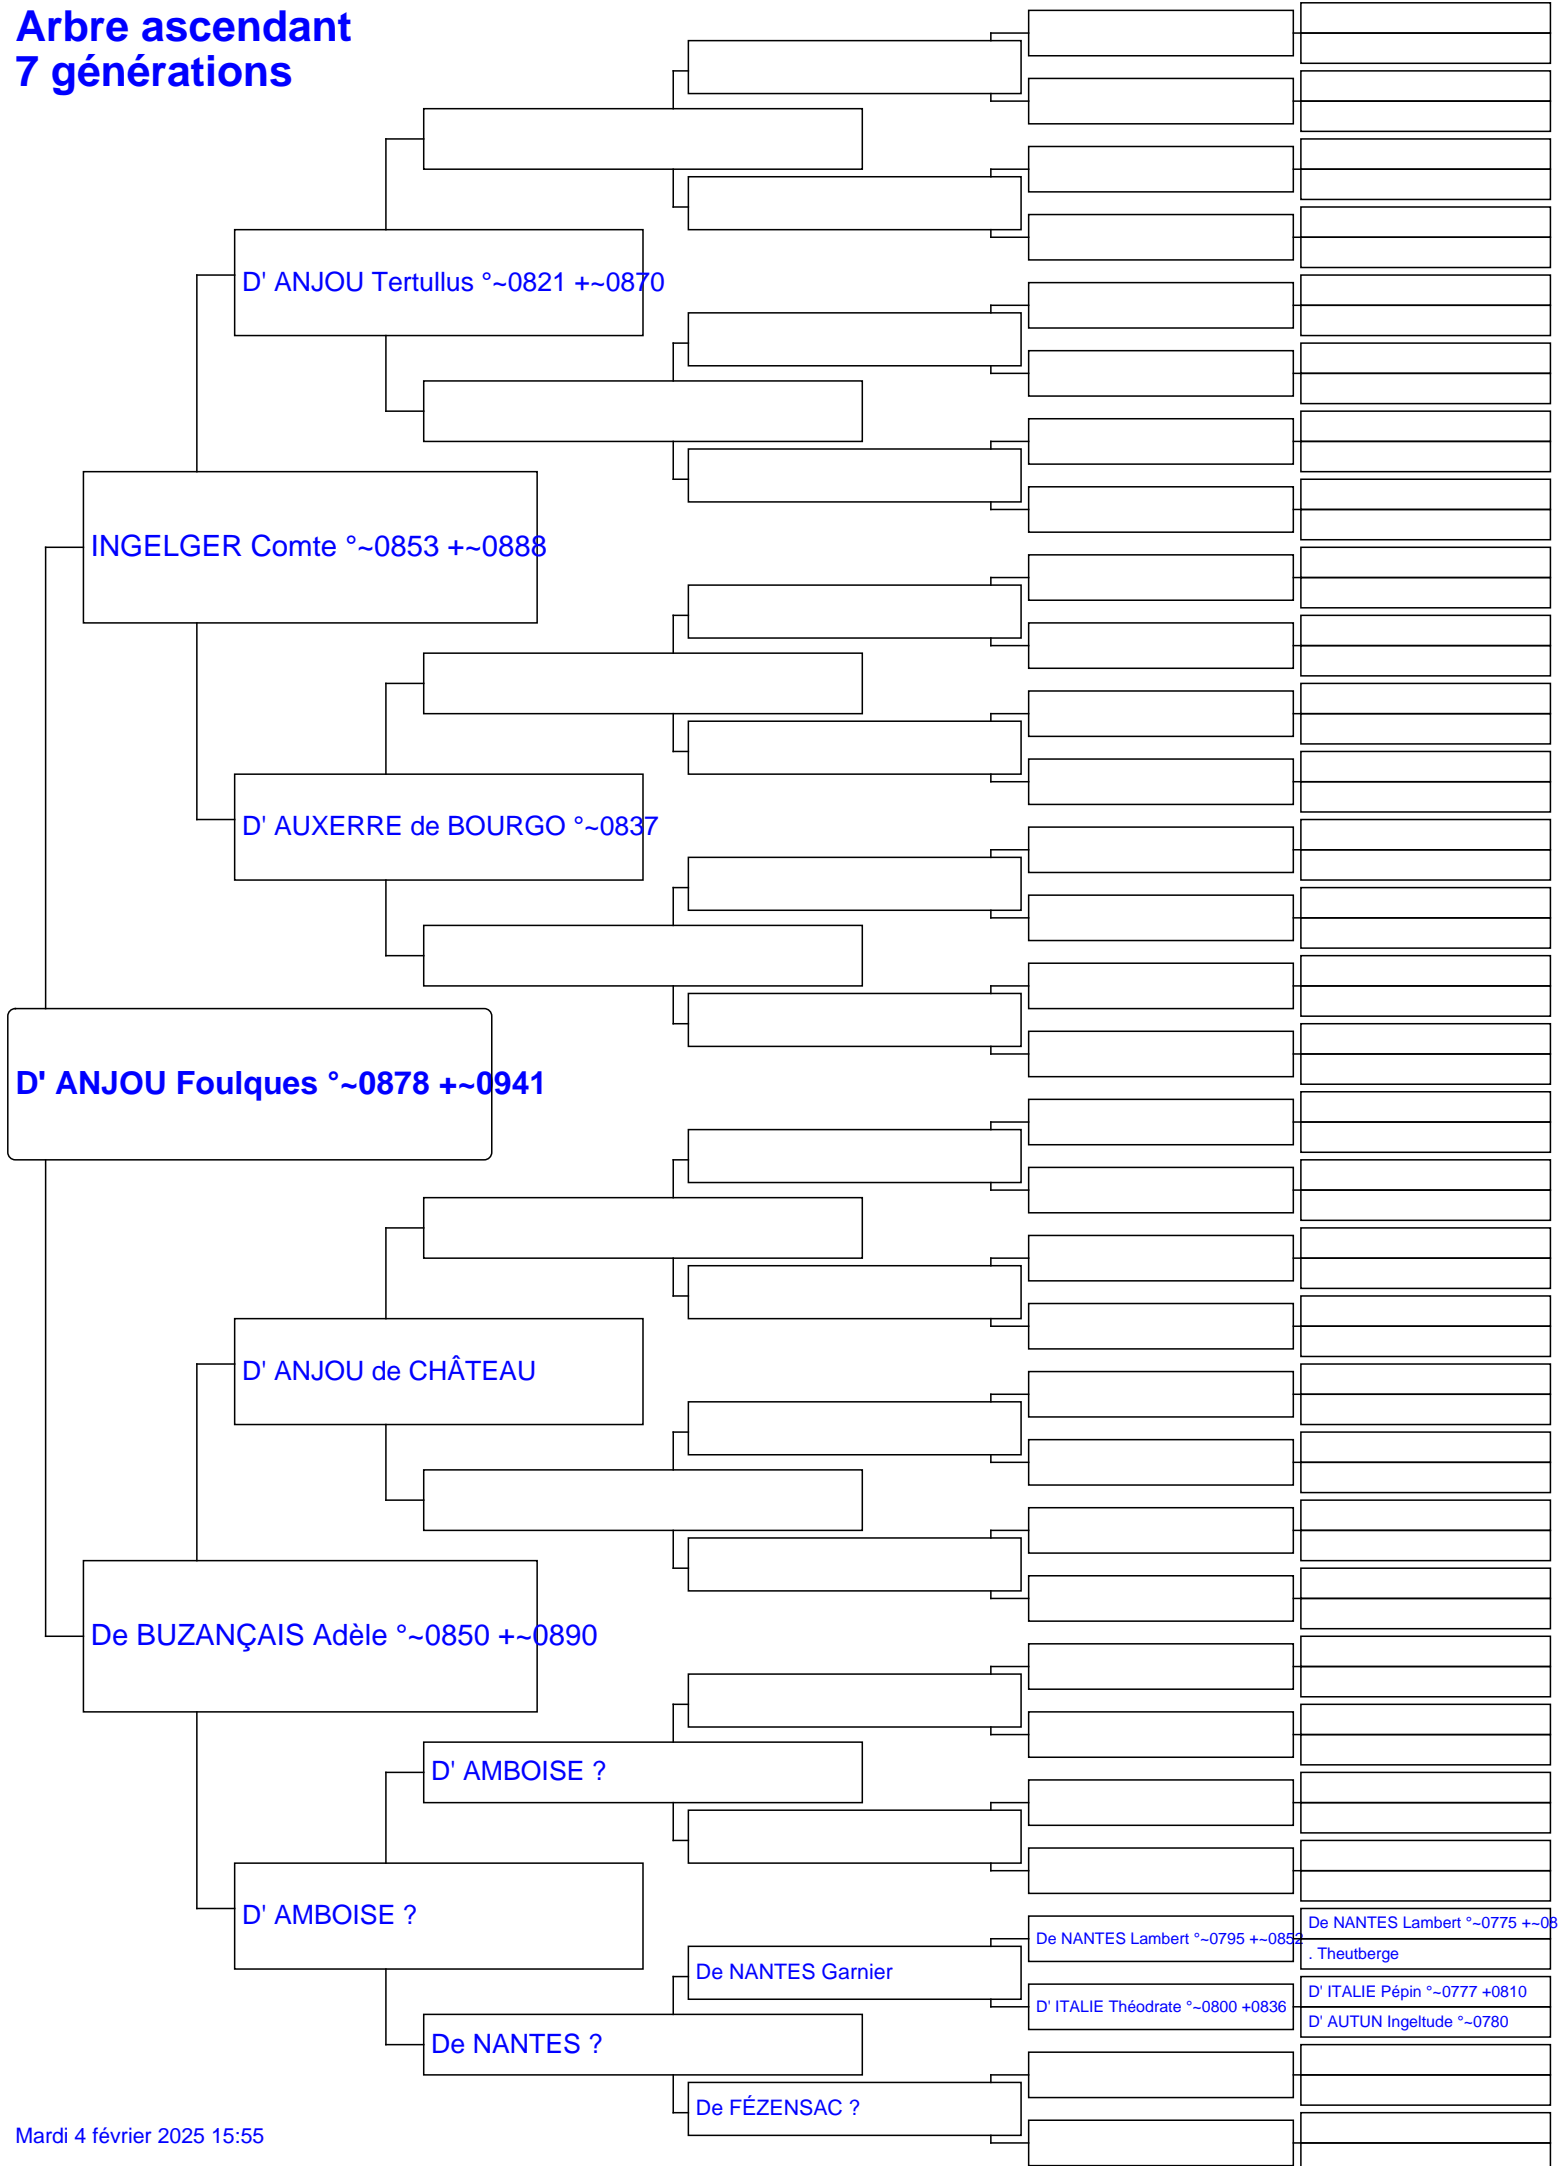 Arbre ascendant
7 générations
D' ANJOU Tertullus °~0821 +~0870
INGELGER Comte °~0853 +~0888
D' AUXERRE de BOURGO °~0837
D' ANJOU Foulques °~0878 +~0941
D' ANJOU de CHÂTEAU
De BUZANÇAIS Adèle °~0850 +~0890
D' AMBOISE ?
D' AMBOISE ?
De NANTES Lambert °~0775 +~08
De NANTES Lambert °~0795 +~0852
. Theutberge
De NANTES Garnier
D' ITALIE Pépin °~0777 +0810
D' ITALIE Théodrate °~0800 +0836
D' AUTUN Ingeltude °~0780
De NANTES ?
De FÉZENSAC ?
Mardi 4 février 2025 15:55